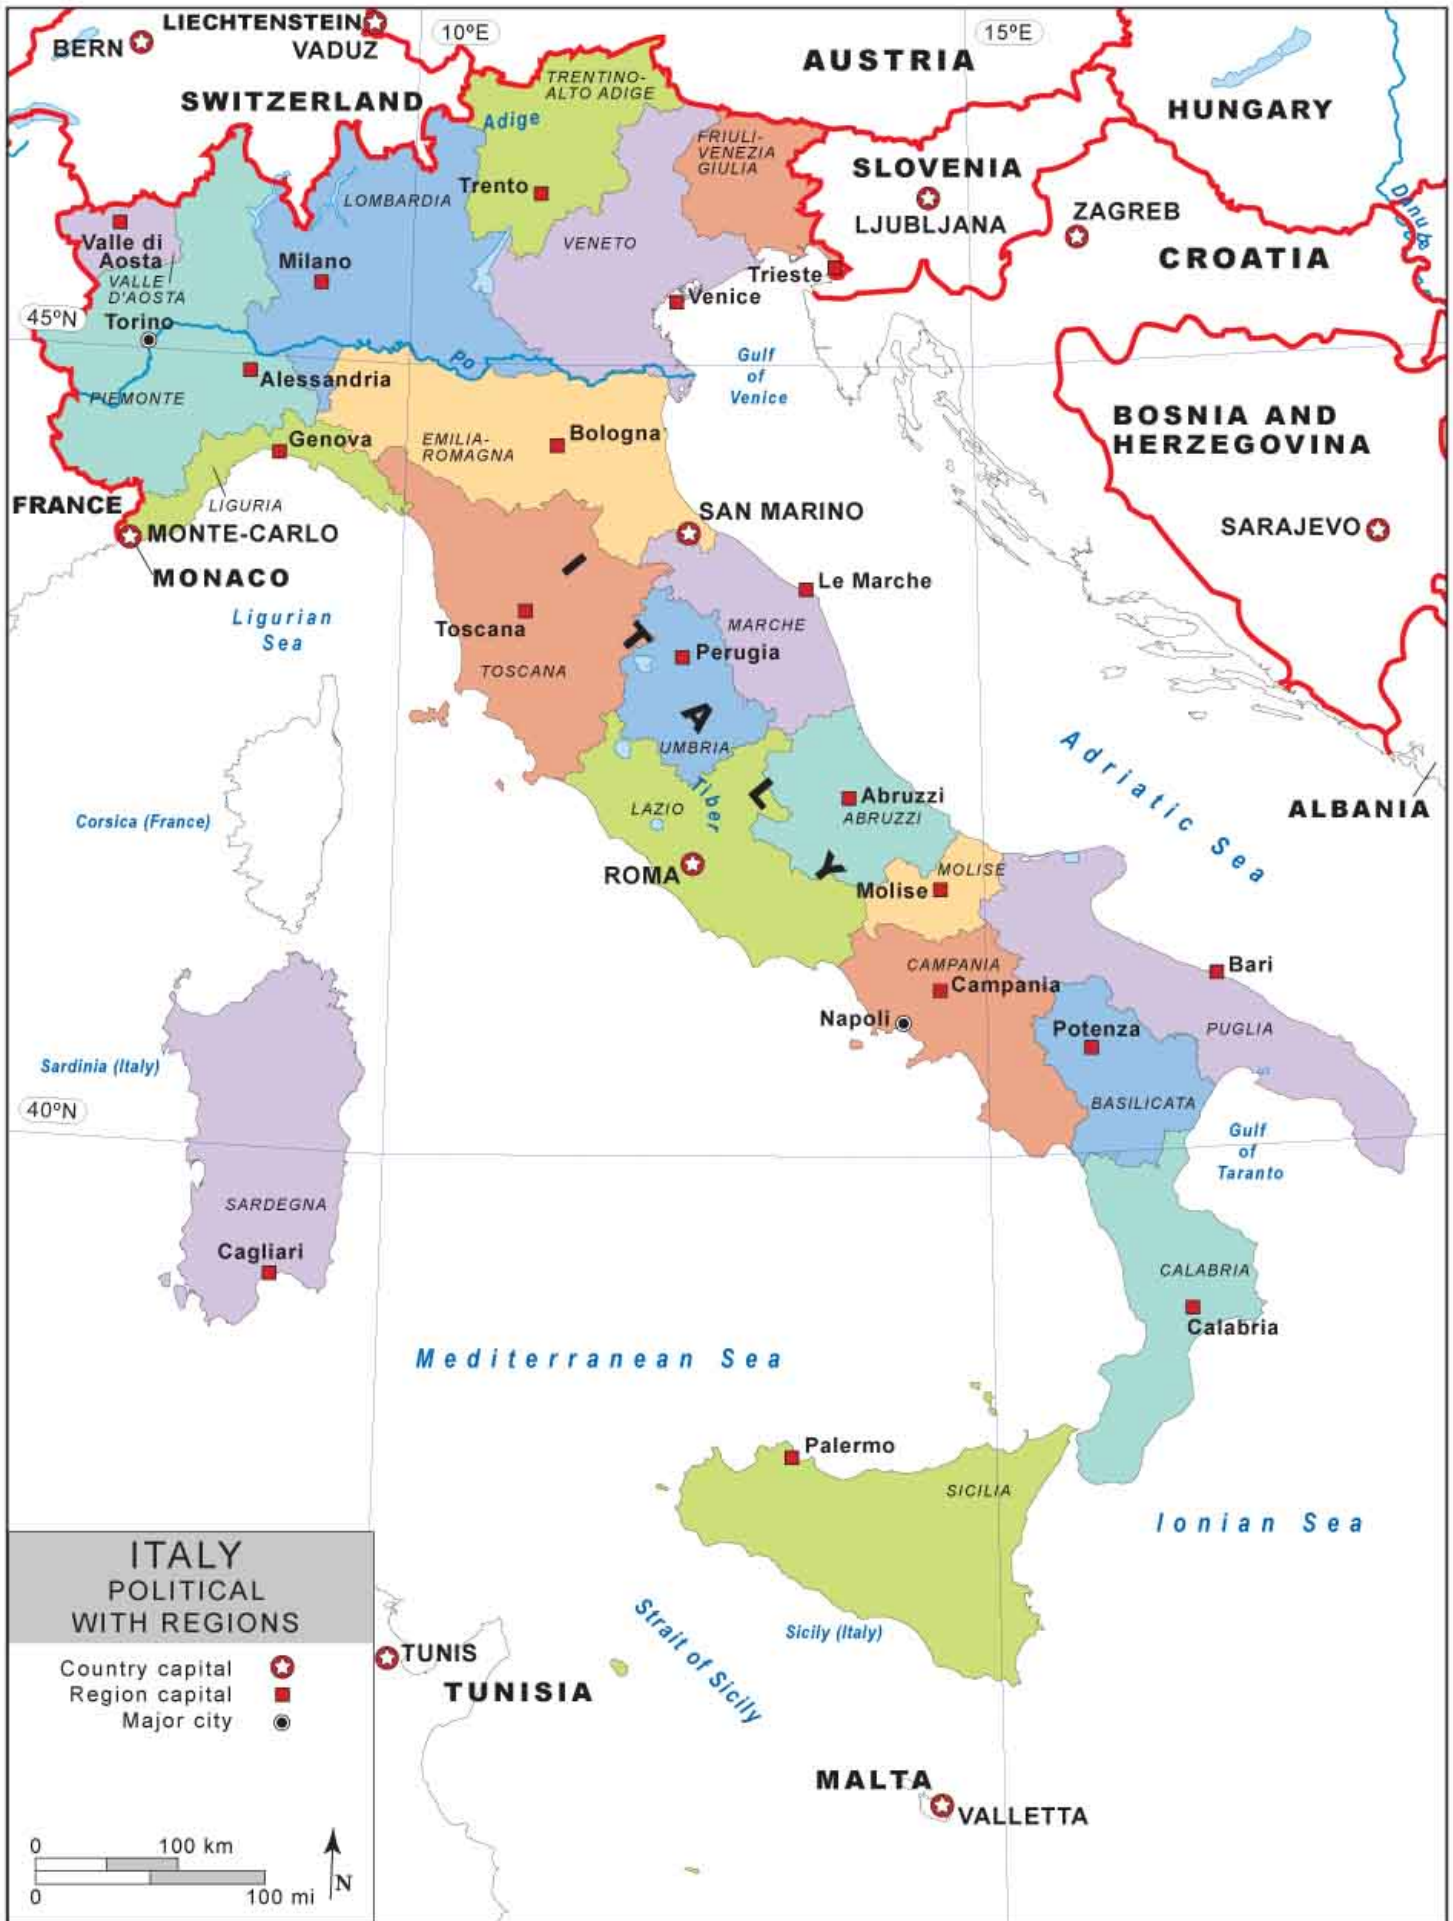 LIECHTENSTEIN
10ºE
15ºE
BERN
VADUZ
AUSTRIA
SWITZERLAND
TRENTINO-
ALTO ADIGE
HUNGARY
Adige
FRIULI-
VENEZIA
GIULIA
SLOVENIA
Trento
LOMBARDIA
LJUBLJANA
ZAGREB
Danube
Valle di
Aosta
VENETO
CROATIA
Milano
VALLE
D'AOSTA
Trieste
Venice
45ºN
Torino
Po
Gulf
of
Venice
Alessandria
PIEMONTE
BOSNIA AND
HERZEGOVINA
Genova
EMILIA-
ROMAGNA
Bologna
FRANCE
LIGURIA
SAN MARINO
SARAJEVO
MONTE-CARLO
MONACO
Le Marche
Ligurian
Sea
Toscana
MARCHE
Perugia
TOSCANA
ITALY
UMBRIA
Adriatic Sea
Tiber
Abruzzi
ABRUZZI
LAZIO
ALBANIA
Corsica (France)
ROMA
MOLISE
Molise
CAMPANIA
Campania
Bari
Napoli
Potenza
PUGLIA
Sardinia (Italy)
BASILICATA
40ºN
Gulf
of
Taranto
SARDEGNA
Cagliari
CALABRIA
Calabria
Mediterranean Sea
Palermo
SICILIA
Ionian Sea
Strait of Sicily
Sicily (Italy)
TUNIS
TUNISIA
MALTA
VALLETTA
ITALY
POLITICAL
WITH REGIONS
Country capital
Region capital
Major city
0 100 km
0 100 mi
N